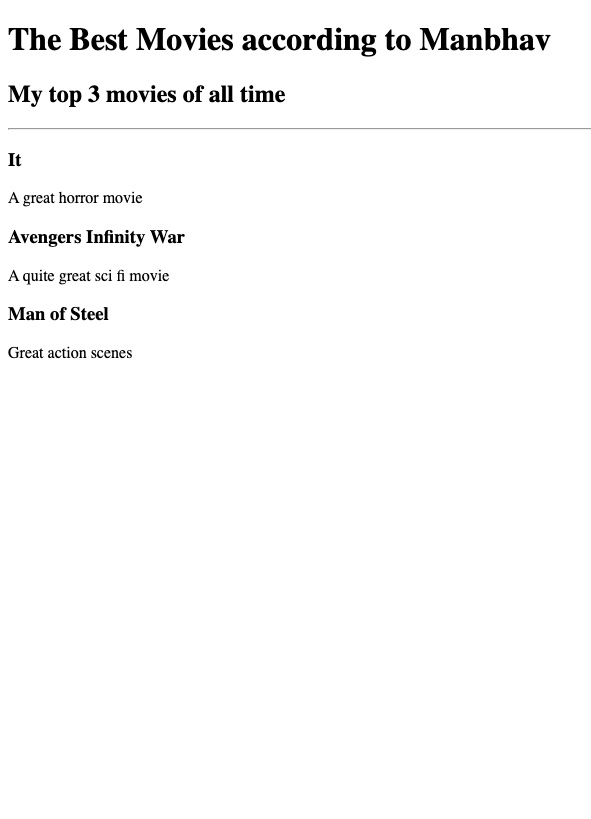 The Best Movies according to Manbhav
My top 3 movies of all time
It
A great horror movie
Avengers Infinity War
A quite great sci fi movie
Man of Steel
Great action scenes